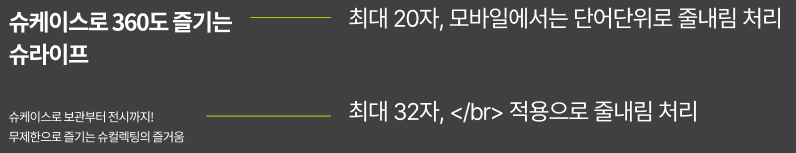 슈케이스로 360도 즐기는
슈라이프
최대 20자, 모바일에서는 단어단위로 줄내림 처리
슈케이스로 보관부터 전시까지!
무제한으로 즐기는 슈컬렉팅의 즐거움
최대 32자, </br> 적용으로 줄내림 처리